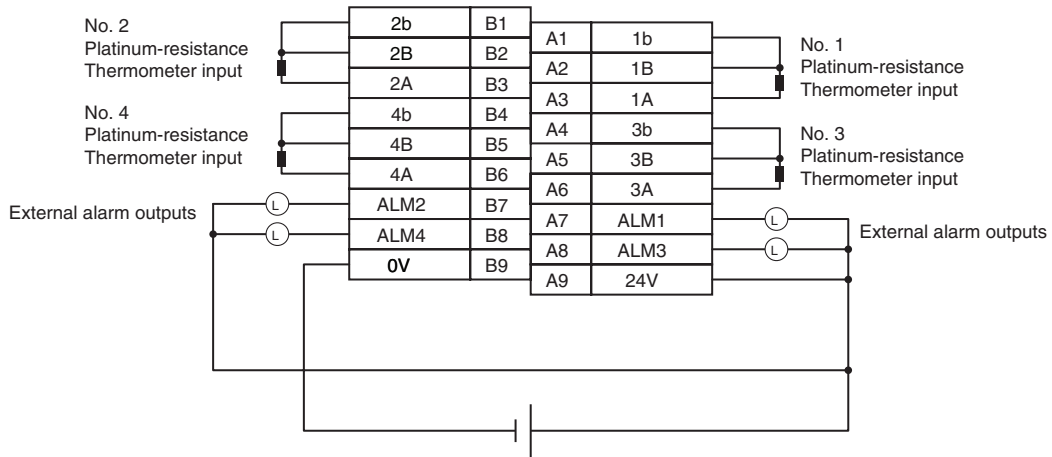 No. 2
Platinum-resistance
Thermometer input
No. 4
Platinum-resistance
Thermometer input
External alarm outputs
L
L
2b B1
2B B2
2A B3
4b B4
4B B5
4A B6
ALM2 B7
ALM4 B8
0V B9
A1 1b
A2 1B
A3 1A
A4 3b
A5 3B
A6 3A
A7 ALM1
A8 ALM3
A9 24V
L
L
No. 1
Platinum-resistance
Thermometer input
No. 3
Platinum-resistance
Thermometer input
External alarm outputs